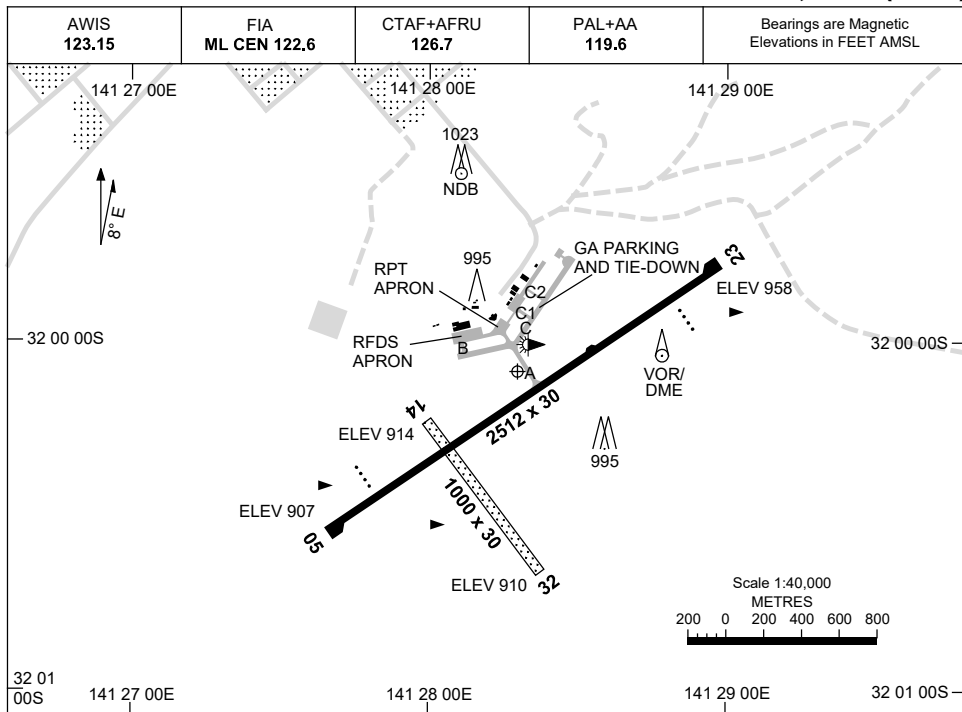 AWIS
123.15
FIA
ML CEN 122.6
CTAF+AFRU
126.7
PAL+AA
119.6
Bearings are Magnetic
Elevations in FEET AMSL
141 27 00E
141 28 00E
141 29 00E
1023
NDB
8° E
995
RPT
APRON
GA PARKING
AND TIE-DOWN
23
C2
C1
C
ELEV 958
32 00 00S
RFDS
APRON
B
A
VOR/
DME
32 00 00S
14
2512 x 30
ELEV 914
995
1000 x 30
ELEV 907
05
ELEV 910
32
Scale 1:40,000
METRES
200 0 200 400 600 800
32 01
00S
141 27 00E
141 28 00E
141 29 00E
32 01 00S